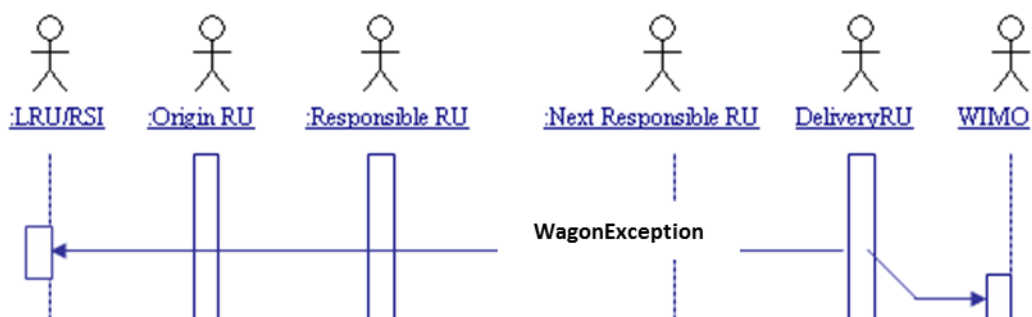 :LRU/RSI :Origin RU :Responsible RU :Next Responsible RU DeliveryRU WIMO
WagonException